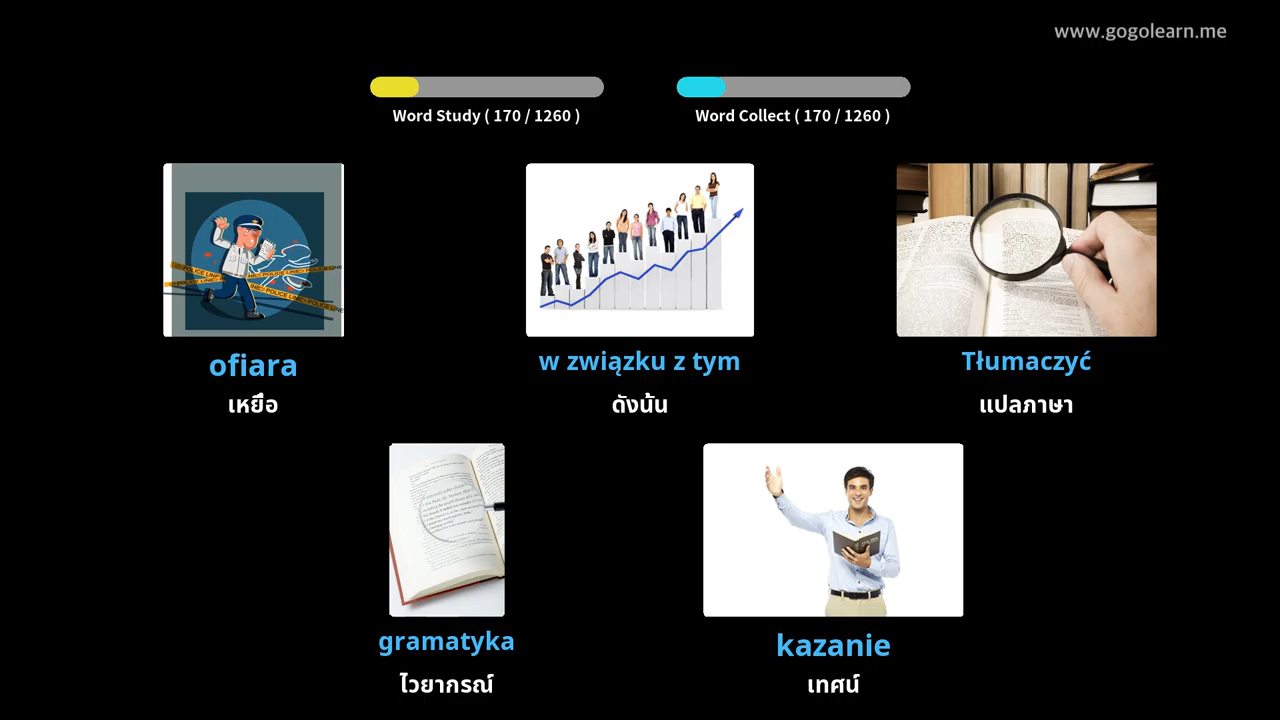 www.gogolearn.me
Word Study ( 170 / 1260 )
Word Collect ( 170 / 1260 )
ofiara
เหยื่อ
w związku z tym
ดังนั้น
Tłumaczyć
แปลภาษา
gramatyka
ไวยากรณ์
kazanie
เทศน์